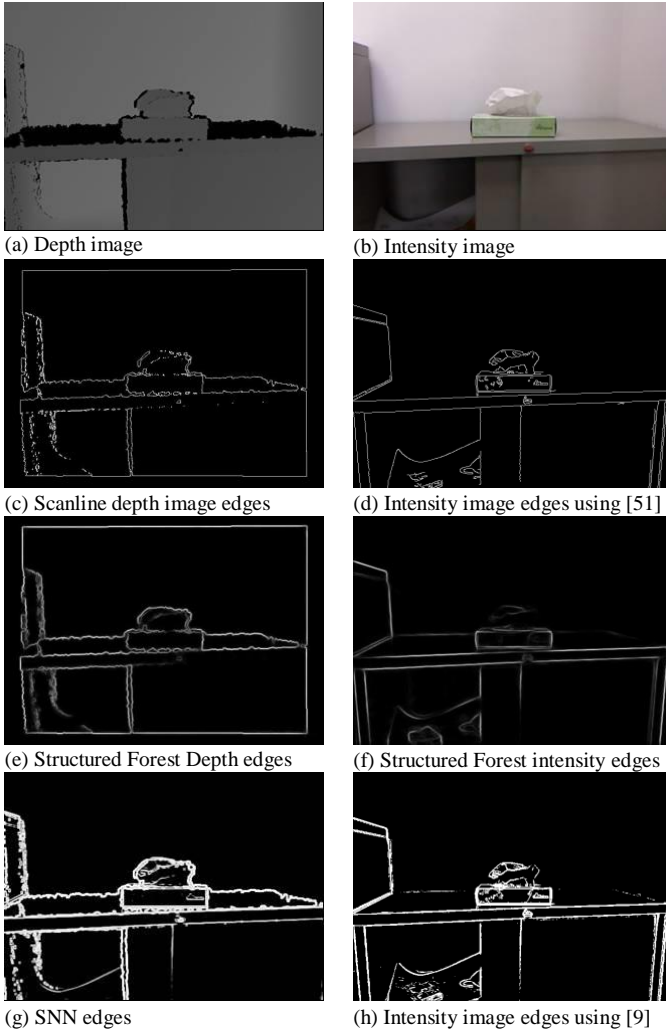 (a) Depth image
(b) Intensity image
(c) Scanline depth image edges
(d) Intensity image edges using [51]
(e) Structured Forest Depth edges
(f) Structured Forest intensity edges
(g) SNN edges
(h) Intensity image edges using [9]